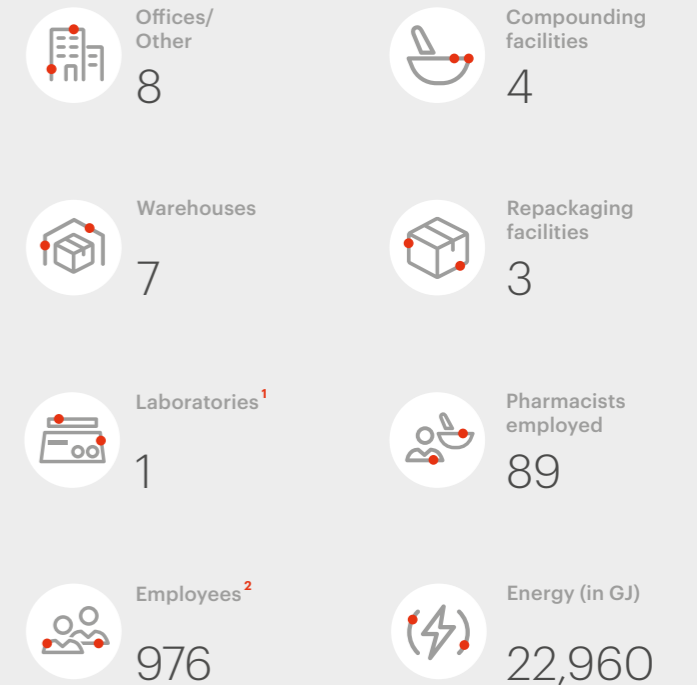 Offices/
Other
8
Compounding
facilities
4
Warehouses
7
Repackaging
facilities
3
Laboratories¹
1
Pharmacists
employed
89
Employees²
976
Energy (in GJ)
22,960